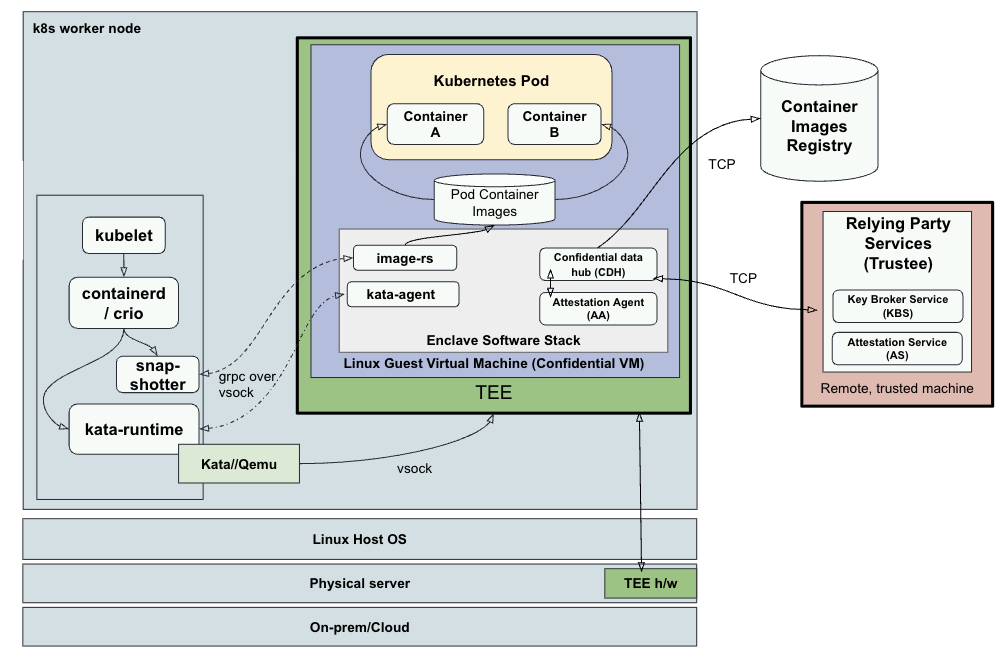 k8s worker node
Kubernetes Pod
Container
A
Container
B
Pod Container
Images
image-rs
kata-agent
Confidential data
hub (CDH)
Attestation Agent
(AA)
Enclave Software Stack
Linux Guest Virtual Machine (Confidential VM)
TEE
kubelet
containerd
/ crio
snap-
shotter
kata-runtime
grpc over
vsock
Kata//Qemu
vsock
TCP
Container
Images
Registry
TCP
Relying Party
Services
(Trustee)
Key Broker Service
(KBS)
Attestation Service
(AS)
Remote, trusted machine
Linux Host OS
Physical server
TEE h/w
On-prem/Cloud